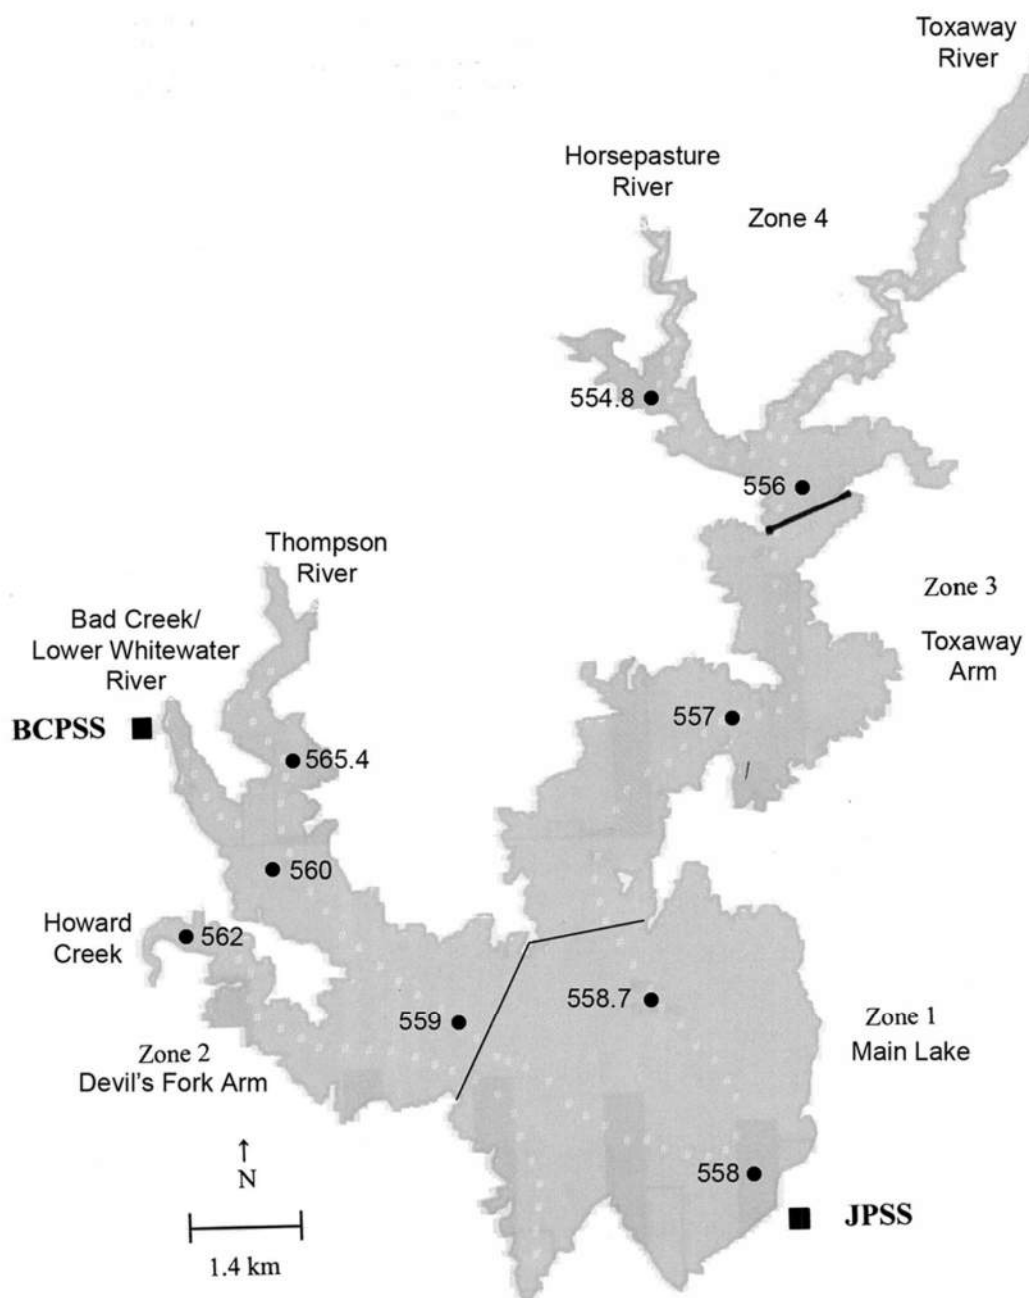 Toxaway
River
Horsepasture
River
Zone 4
554.8
556
Thompson
River
Zone 3
Bad Creek/
Lower Whitewater
River
Toxaway
Arm
BCPSS
557
565.4
560
Howard
Creek
562
558.7
559
Zone 1
Main Lake
Zone 2
Devil's Fork Arm
N
558
JPSS
1.4 km